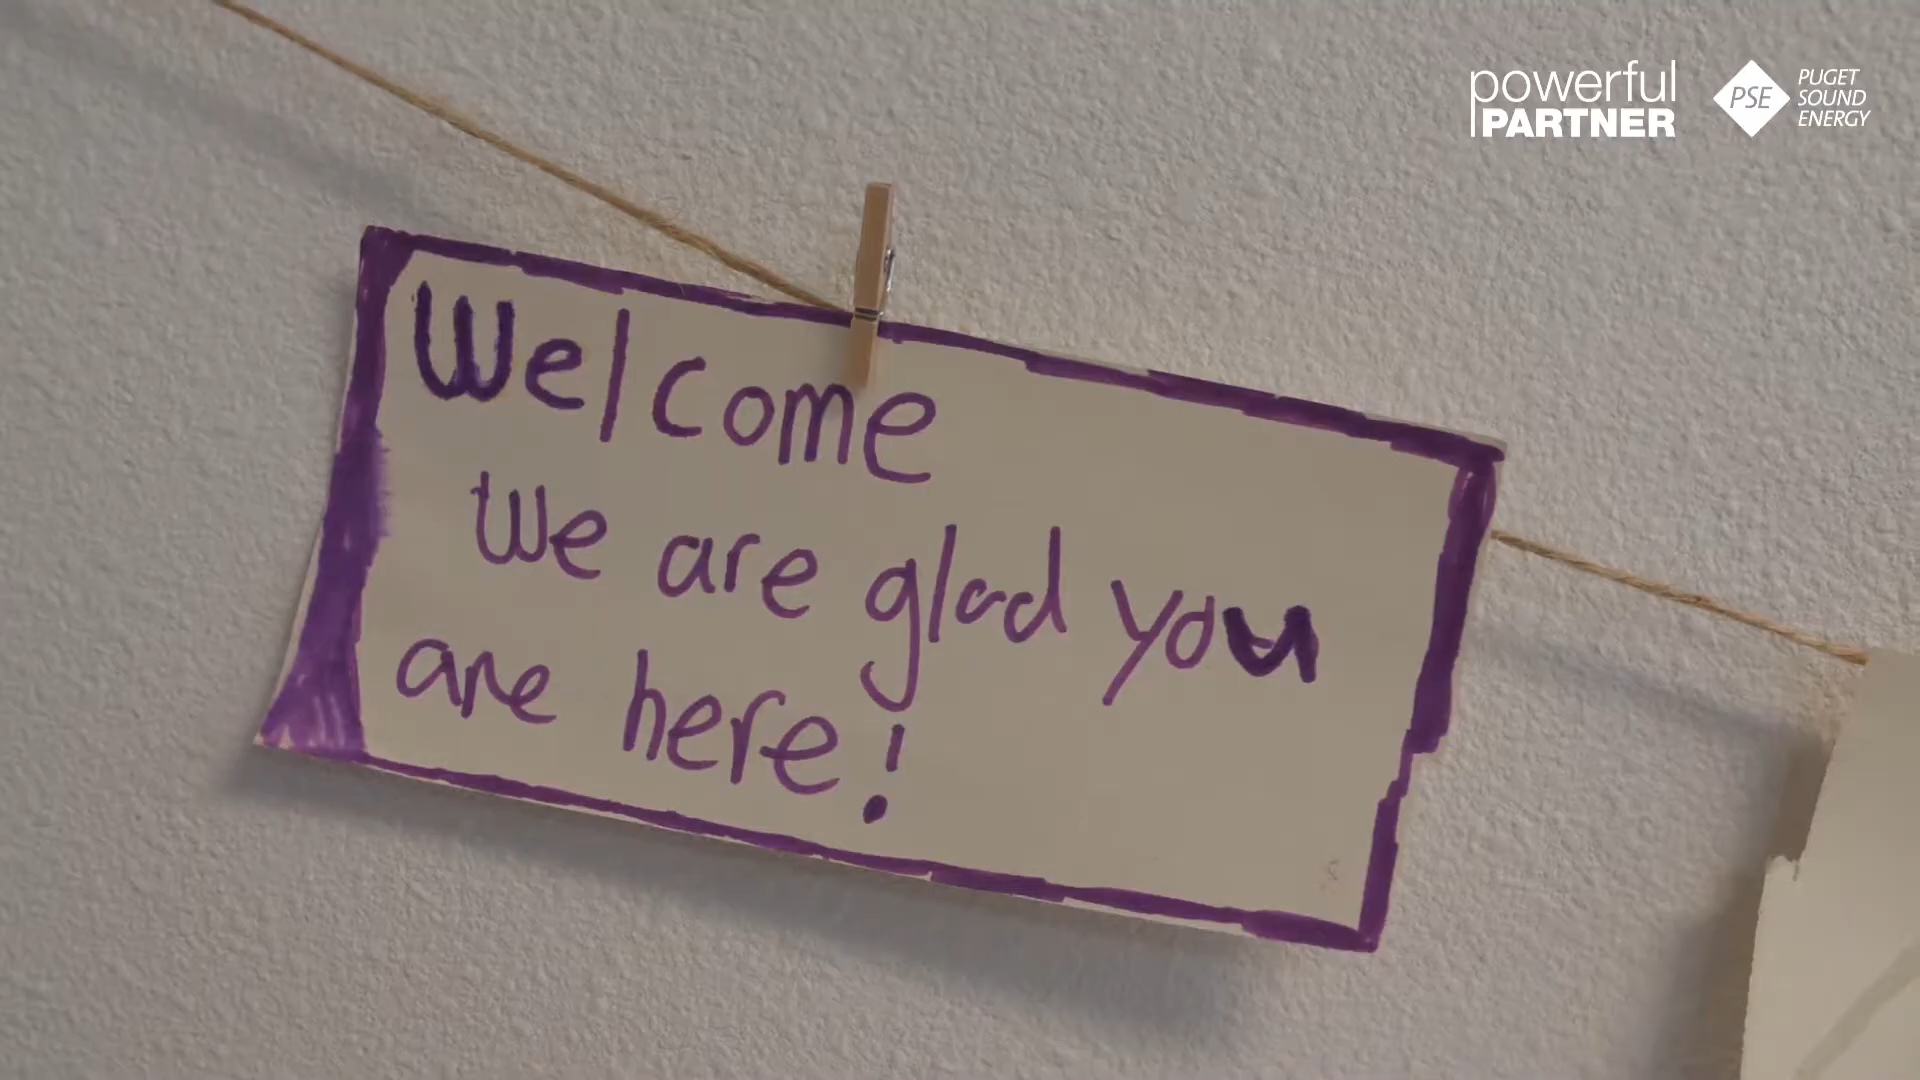 powerful
PARTNER
PSE
PUGET
SOUND
ENERGY
Welcome
We are glad you
are here!